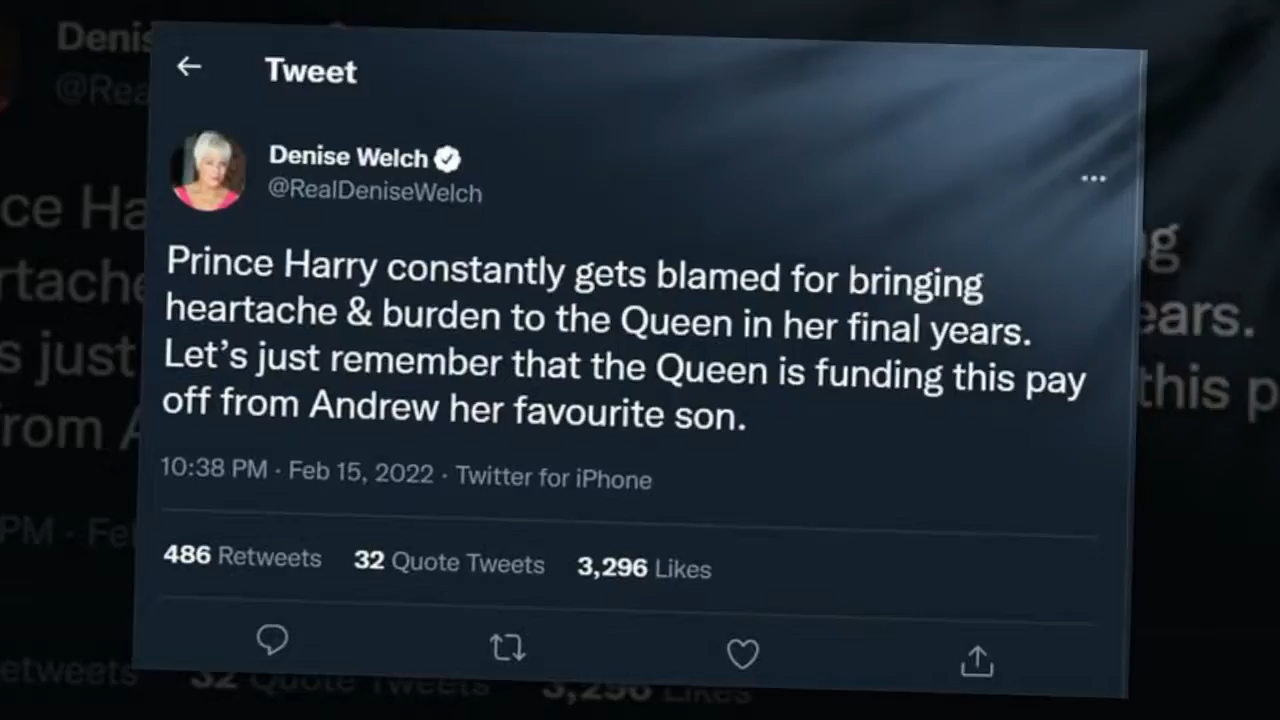 Tweet
Denise Welch
@RealDeniseWelch
Prince Harry constantly gets blamed for bringing
heartache & burden to the Queen in her final years.
Let’s just remember that the Queen is funding this pay
off from Andrew her favourite son.
10:38 PM · Feb 15, 2022 · Twitter for iPhone
486 Retweets 32 Quote Tweets 3,296 Likes